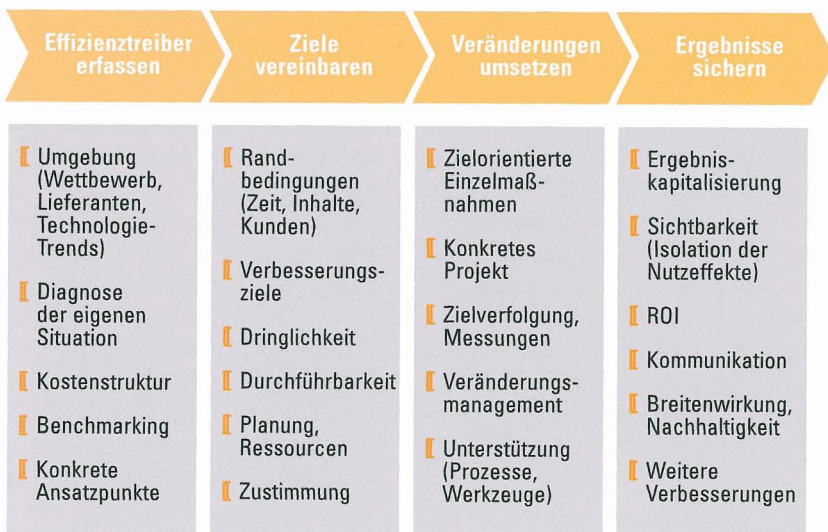 Effizienztreiber
erfassen
Ziele
vereinbaren
Veränderungen
umsetzen
Ergebnisse
sichern
Umgebung
(Wettbewerb,
Lieferanten,
Technologie-
Trends)
Diagnose
der eigenen
Situation
Kostenstruktur
Benchmarking
Konkrete
Ansatzpunkte
Rand-
bedingungen
(Zeit, Inhalte,
Kunden)
Verbesserungs-
ziele
Dringlichkeit
Durchführbarkeit
Planung,
Ressourcen
Zustimmung
Zielorientierte
Einzelmaß-
nahmen
Konkretes
Projekt
Zielverfolgung,
Messungen
Veränderungs-
management
Unterstützung
(Prozesse,
Werkzeuge)
Ergebnis-
kapitalisierung
Sichtbarkeit
(Isolation der
Nutzeffekte)
ROI
Kommunikation
Breitenwirkung,
Nachhaltigkeit
Weitere
Verbesserungen